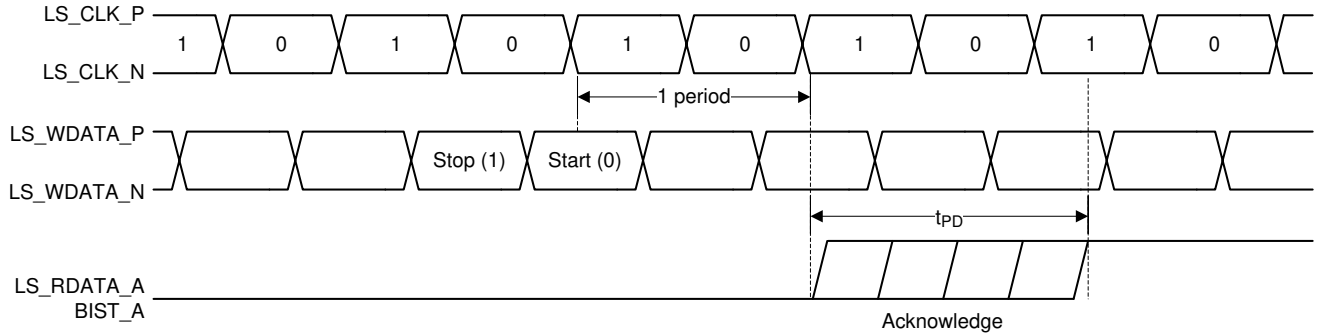 LS_CLK_P
1 0 1 0 1 0 1 0 1 0
LS_CLK_N
1 period
LS_WDATA_P
Stop (1) Start (0)
LS_WDATA_N
tPD
LS_RDATA_A
BIST_A
Acknowledge